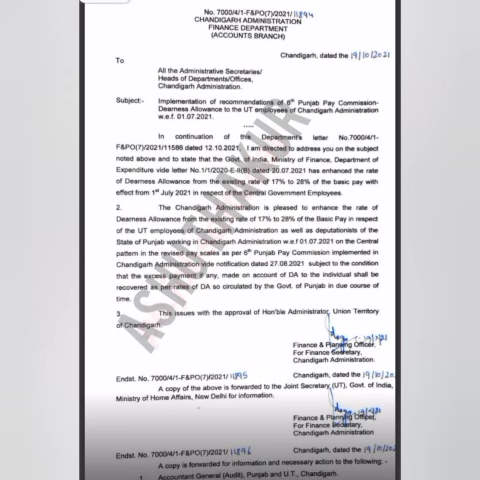 No. 7000/4/1-F&PO(7)/2021/11894
CHANDIGARH ADMINISTRATION
FINANCE DEPARTMENT
(ACCOUNTS BRANCH)
Chandigarh, dated the 19/10/2021
To
All the Administrative Secretaries/
Heads of Departments/Offices,
Chandigarh Administration.
Subject:- Implementation of recommendations of 6th Punjab Pay Commission-
Dearness Allowance to the UT employees of Chandigarh Administration
w.e.f. 01.07.2021.
.....
In continuation of this Department's letter No.7000/4/1-
F&PO(7)/2021/11586 dated 12.10.2021, I am directed to address you on the subject
noted above and to state that the Govt. of India, Ministry of Finance, Department of
Expenditure vide letter No.1/1/2020-E-II(B) dated 20.07.2021 has enhanced the rate
of Dearness Allowance from the existing rate of 17% to 28% of the basic pay with
effect from 1st July 2021 in respect of the Central Government Employees.
2. The Chandigarh Administration is pleased to enhance the rate of
Dearness Allowance from the existing rate of 17% to 28% of the Basic Pay in respect
of the UT employees of Chandigarh Administration as well as deputationists of the
State of Punjab working in Chandigarh Administration w.e.f 01.07.2021 on the Central
pattern in the revised pay scales as per 6th Punjab Pay Commission implemented in
Chandigarh Administration vide notification dated 27.08.2021 subject to the condition
that the excess payment if any, made on account of DA to the individual shall be
recovered as per rates of DA so circulated by the Govt. of Punjab in due course of
time.
3. This issues with the approval of Hon'ble Administrator, Union Territory
of Chandigarh.
Finance & Planning Officer,
For Finance Secretary,
Chandigarh Administration
Endst. No. 7000/4/1-F&PO(7)/2021/11895 Chandigarh, dated the 19/10/202
A copy of the above is forwarded to the Joint Secretary (UT), Govt. of India,
Ministry of Home Affairs, New Delhi for information.
Finance & Planning Officer,
For Finance Secretary,
Chandigarh Administration
Endst. No. 7000/4/1-F&PO(7)/2021/11896 Chandigarh, dated the 19/10/202
A copy is forwarded for information and necessary action to the following: -
1. Accountant General (Audit), Punjab and U.T., Chandigarh.
ASHU THAKUR